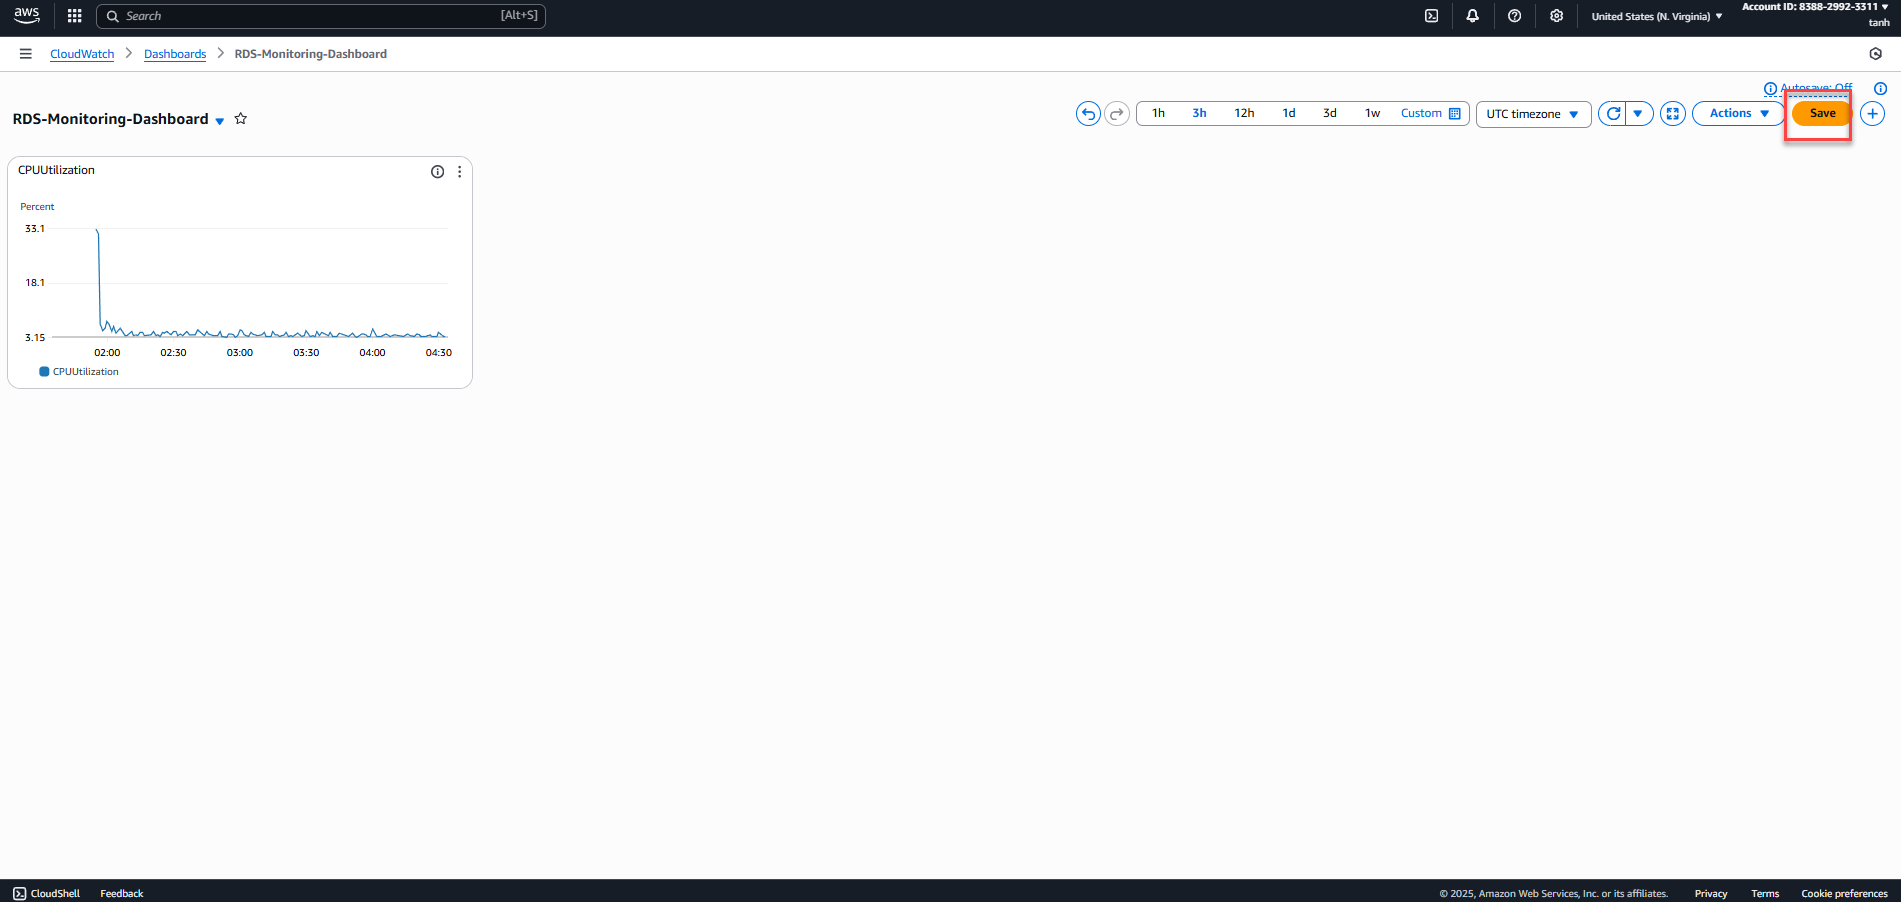 aws
Search [Alt+S]
United States (N. Virginia)
Account ID: 8388-2992-3311
tanh
CloudWatch
Dashboards
RDS-Monitoring-Dashboard
Autosave: Off
RDS-Monitoring-Dashboard
1h 3h 12h 1d 3d 1w Custom
UTC timezone
Actions
Save
CPUUtilization
Percent
33.1
18.1
3.15
02:00 02:30 03:00 03:30 04:00 04:30
CPUUtilization
CloudShell Feedback
© 2025, Amazon Web Services, Inc. or its affiliates. Privacy Terms Cookie preferences